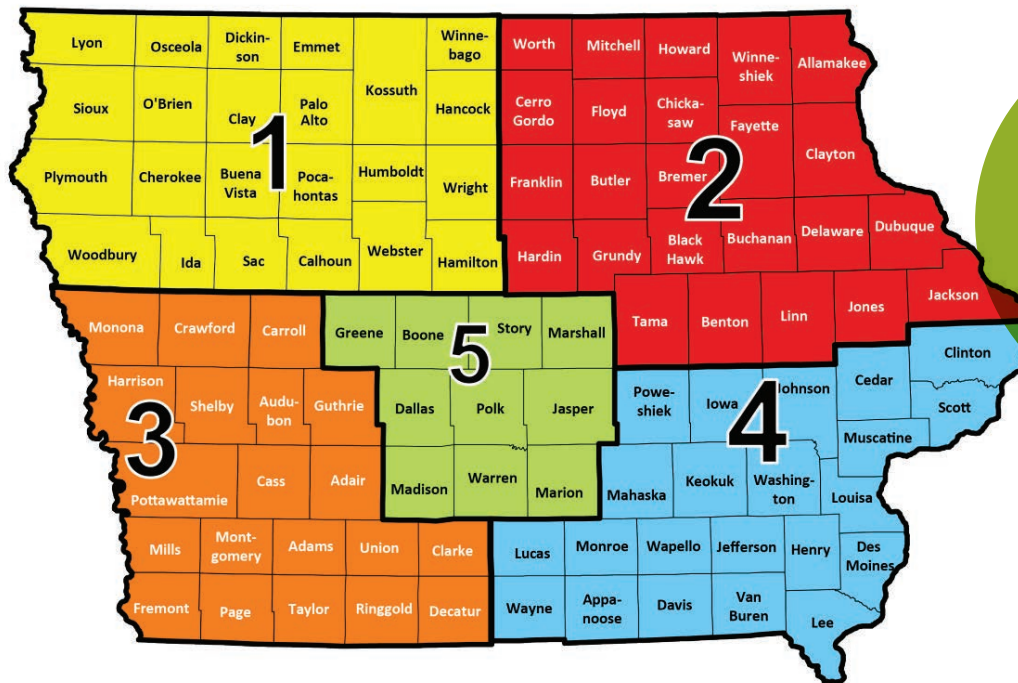 Lyon
Osceola
Dickin-
son
Emmet
Kossuth
Winne-
bago
Sioux
O'Brien
Clay
Palo
Alto
Hancock
1
Plymouth
Cherokee
Buena
Vista
Poca-
hontas
Humboldt
Wright
Woodbury
Ida
Sac
Calhoun
Webster
Hamilton
Worth
Mitchell
Howard
Winne-
shiek
Allamakee
Cerro
Gordo
Floyd
Chicka-
saw
Fayette
Clayton
2
Franklin
Butler
Bremer
Hardin
Grundy
Black
Hawk
Buchanan
Delaware
Dubuque
Tama
Benton
Linn
Jones
Jackson
Monona
Crawford
Carroll
Harrison
Shelby
Audu-
bon
Guthrie
3
Pottawattamie
Cass
Adair
Mills
Mont-
gomery
Adams
Union
Clarke
Fremont
Page
Taylor
Ringgold
Decatur
Greene
Boone
Story
Marshall
5
Dallas
Polk
Jasper
Madison
Warren
Marion
Powe-
shiek
Iowa
Johnson
Cedar
Clinton
Scott
4
Muscatine
Mahaska
Keokuk
Washing-
ton
Louisa
Lucas
Monroe
Wapello
Jefferson
Henry
Des
Moines
Wayne
Appa-
noose
Davis
Van
Buren
Lee